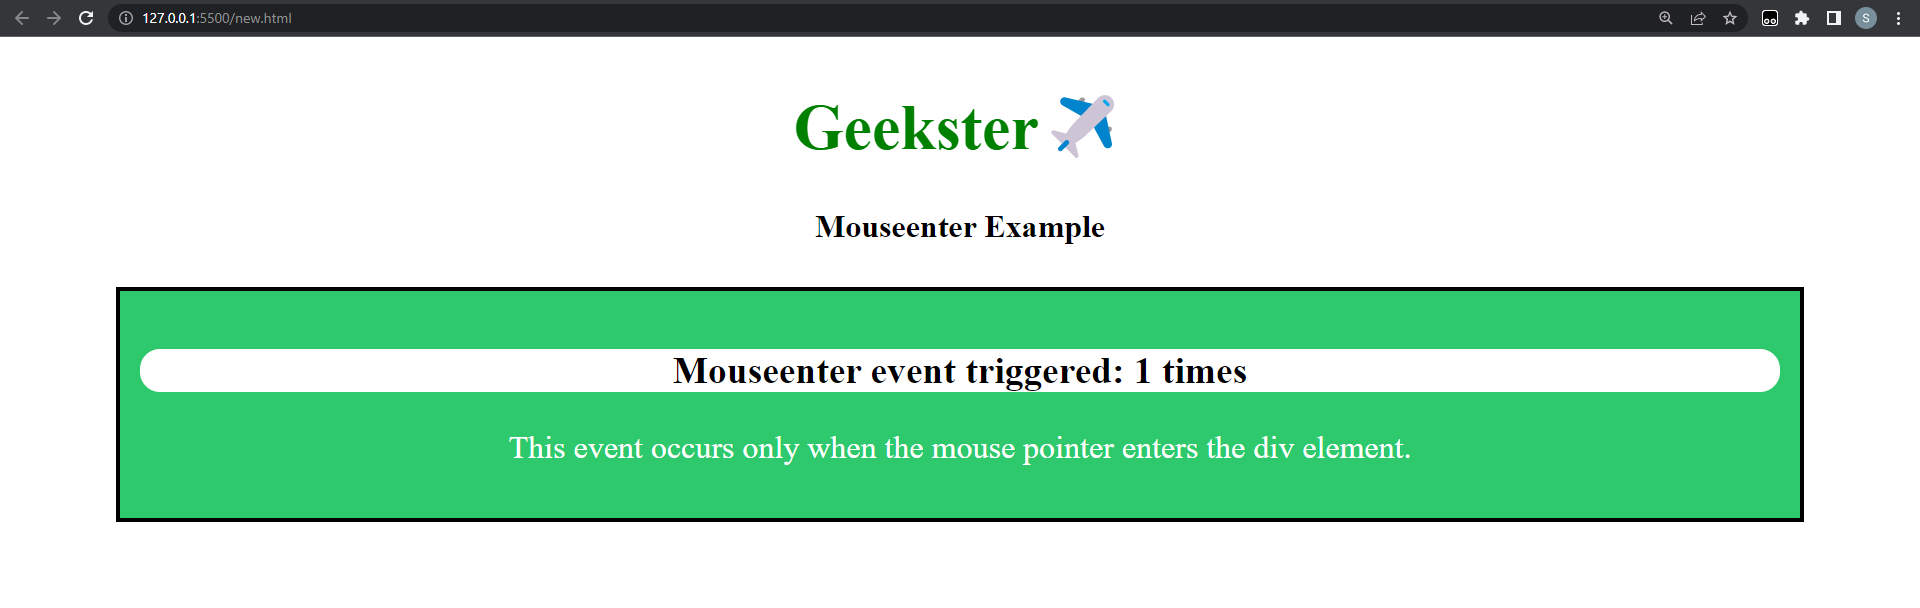 127.0.0.1:5500/new.html
S
Geekster ✈️
Mouseenter Example
Mouseenter event triggered: 1 times
This event occurs only when the mouse pointer enters the div element.